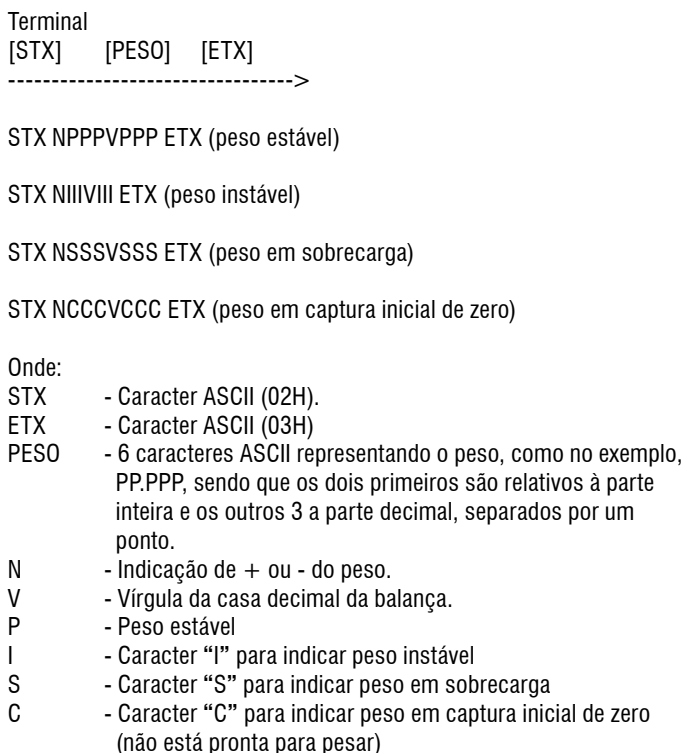 Terminal
[STX] [PESO] [ETX]
--------------------------------->
STX NPPPVPPP ETX (peso estável)
STX NIIIVIII ETX (peso instável)
STX NSSSVSSS ETX (peso em sobrecarga)
STX NCCCVCCC ETX (peso em captura inicial de zero)
Onde:
STX - Caracter ASCII (02H).
ETX - Caracter ASCII (03H)
PESO - 6 caracteres ASCII representando o peso, como no exemplo,
PP.PPP, sendo que os dois primeiros são relativos à parte
inteira e os outros 3 a parte decimal, separados por um
ponto.
N - Indicação de + ou - do peso.
V - Vírgula da casa decimal da balança.
P - Peso estável
I - Caracter “I” para indicar peso instável
S - Caracter “S” para indicar peso em sobrecarga
C - Caracter “C” para indicar peso em captura inicial de zero
(não está pronta para pesar)